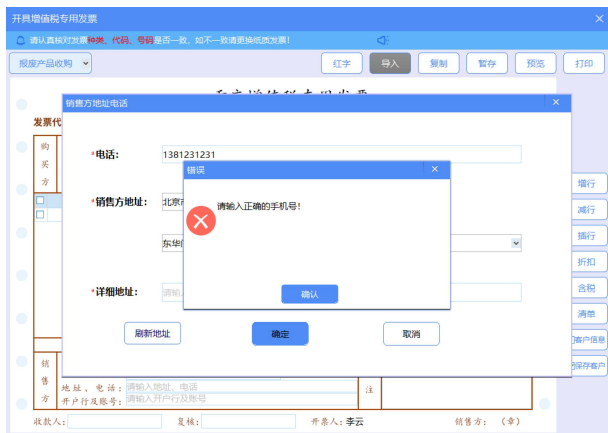 开具增值税专用发票
请认真核对发票种类、代码、号码是否一致，如不一致请更换纸质发票！
报废产品收购 红字 导入 复制 暂存 预览 打印
销售方地址电话
发票代
购买方
*电话： 1381231231
错误
请输入正确的手机号！
*销售方地址： 北京市
东华门
*详细地址： 请输入
确认
刷新地址 确定 取消
增行
减行
插行
折扣
含税
清单
客户信息
保存客户
销售方
地址、电话：请输入地址、电话
开户行及账号：请输入开户行及账号
注
收款人： 复核： 开票人：李云 销售方：（章）